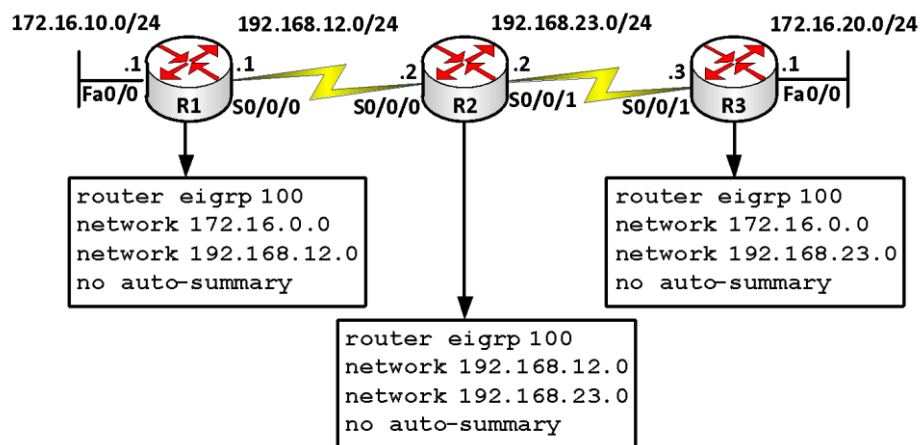 172.16.10.0/24
192.168.12.0/24
192.168.23.0/24
172.16.20.0/24
.1
.1
.2
.2
.3
.1
Fa0/0
R1
S0/0/0
S0/0/0
R2
S0/0/1
S0/0/1
R3
Fa0/0
router eigrp 100
network 172.16.0.0
network 192.168.12.0
no auto-summary
router eigrp 100
network 172.16.0.0
network 192.168.23.0
no auto-summary
router eigrp 100
network 192.168.12.0
network 192.168.23.0
no auto-summary